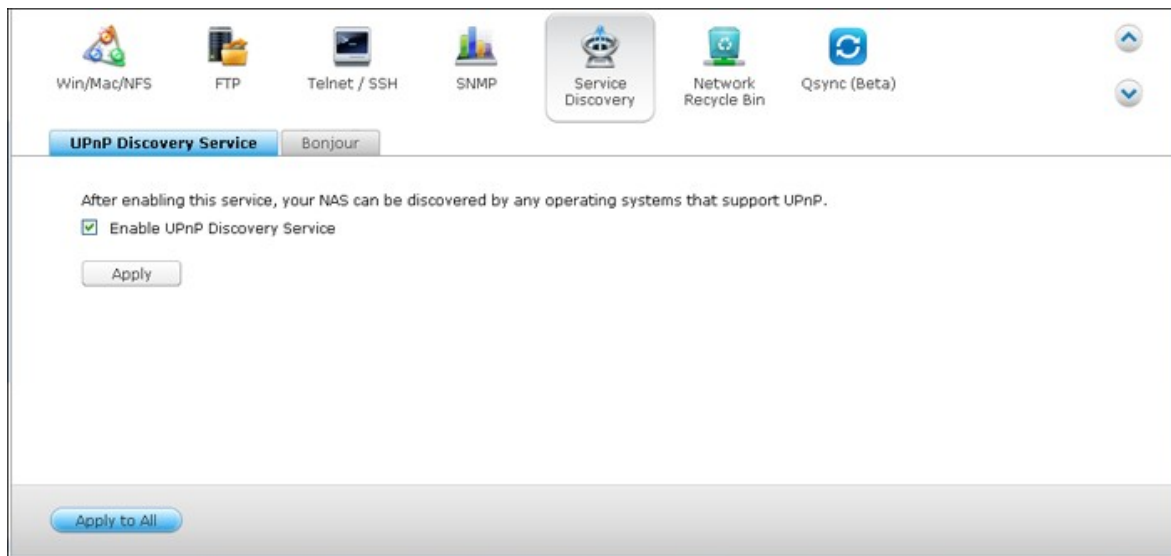 Win/Mac/NFS
FTP
Telnet / SSH
SNMP
Service
Discovery
Network
Recycle Bin
Qsync (Beta)
UPnP Discovery Service
Bonjour
After enabling this service, your NAS can be discovered by any operating systems that support UPnP.
Enable UPnP Discovery Service
Apply
Apply to All